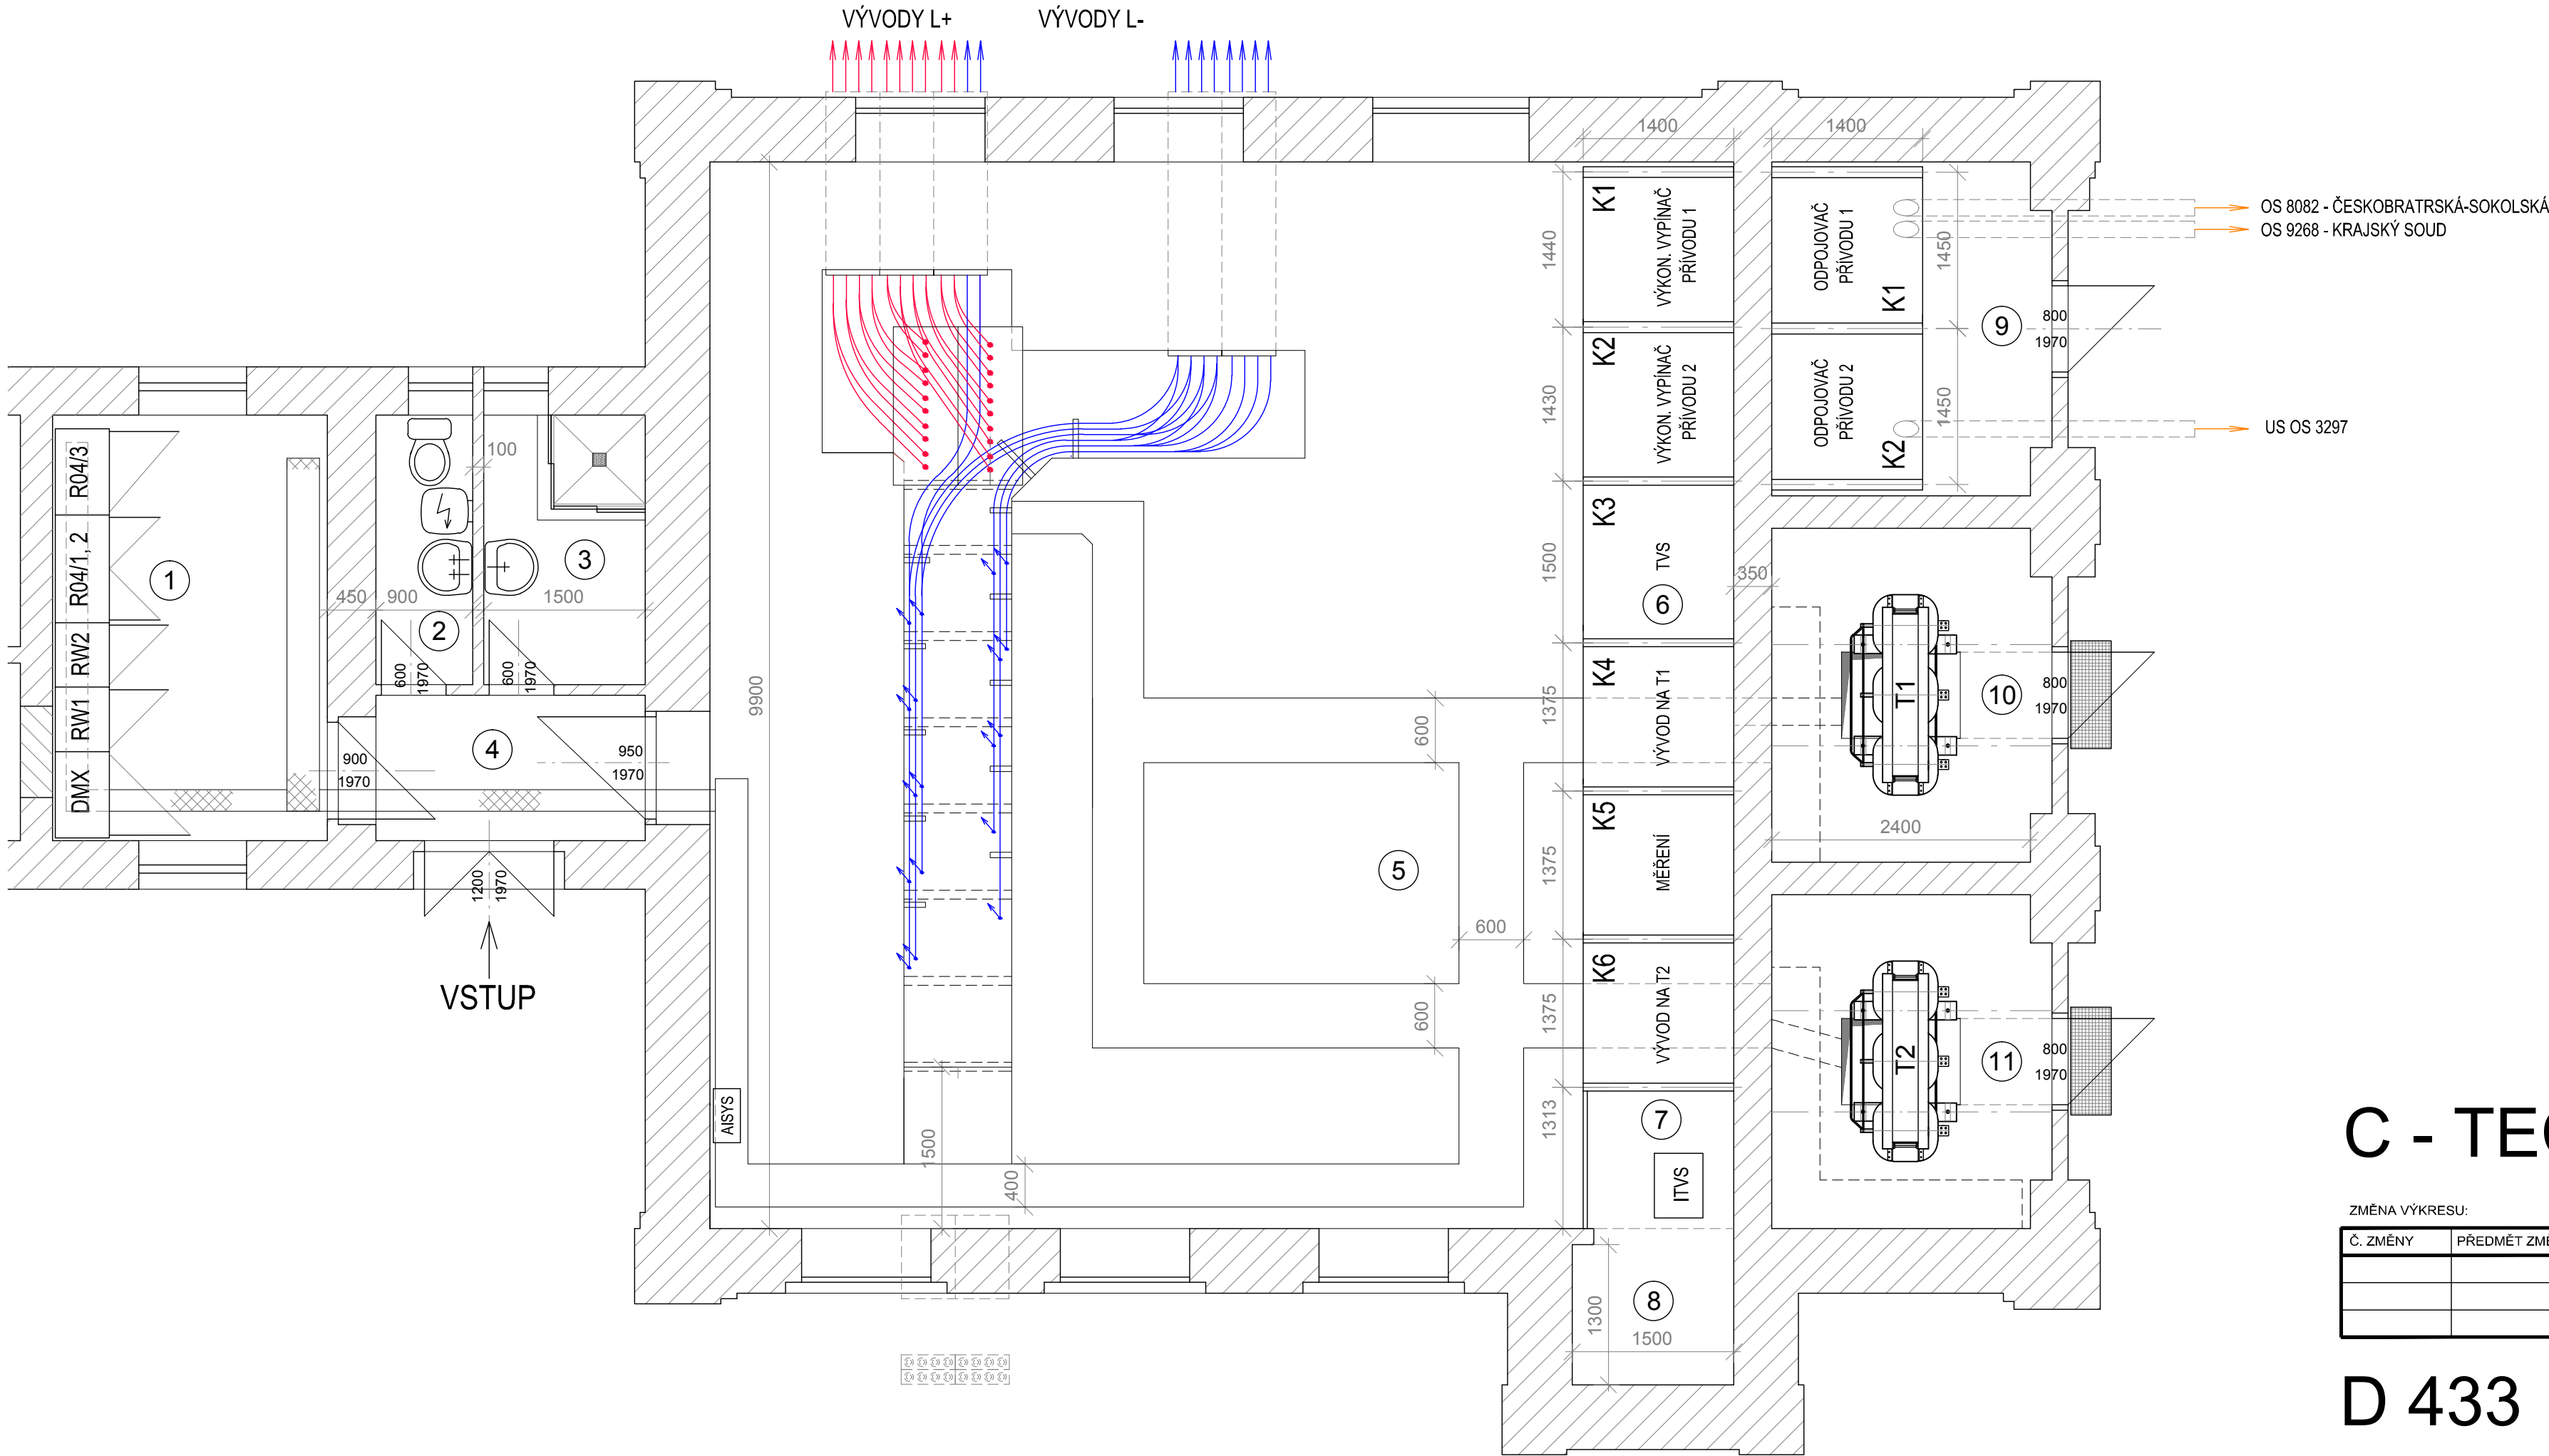 VÝVODY L+
VÝVODY L-
1400
1400
OS 8082 - ČESKOBRATRSKÁ-SOKOLSKÁ
OS 9268 - KRAJSKÝ SOUD
K1
VÝKON. VYPÍNAČ
PŘÍVODU 1
1440
ODPOJOVAČ
PŘÍVODU 1
K1
1450
9
800
1970
K2
VÝKON. VYPÍNAČ
PŘÍVODU 2
1430
ODPOJOVAČ
PŘÍVODU 2
K2
1450
US OS 3297
R04/3
R04/1, 2
RW2
RW1
DMX
1
100
3
450
900
1500
2
600
1970
600
1970
4
900
1970
950
1970
1200
1970
VSTUP
9900
K3
TVS
1500
6
350
K4
VÝVOD NA T1
1375
600
T1
10
800
1970
K5
MĚŘENÍ
1375
5
2400
600
K6
VÝVOD NA T2
1375
600
T2
11
800
1970
AISYS
1500
400
1313
7
ITVS
8
1300
1500
C - TEC
ZMĚNA VÝKRESU:
Č. ZMĚNY
PŘEDMĚT ZMĚ
D 433